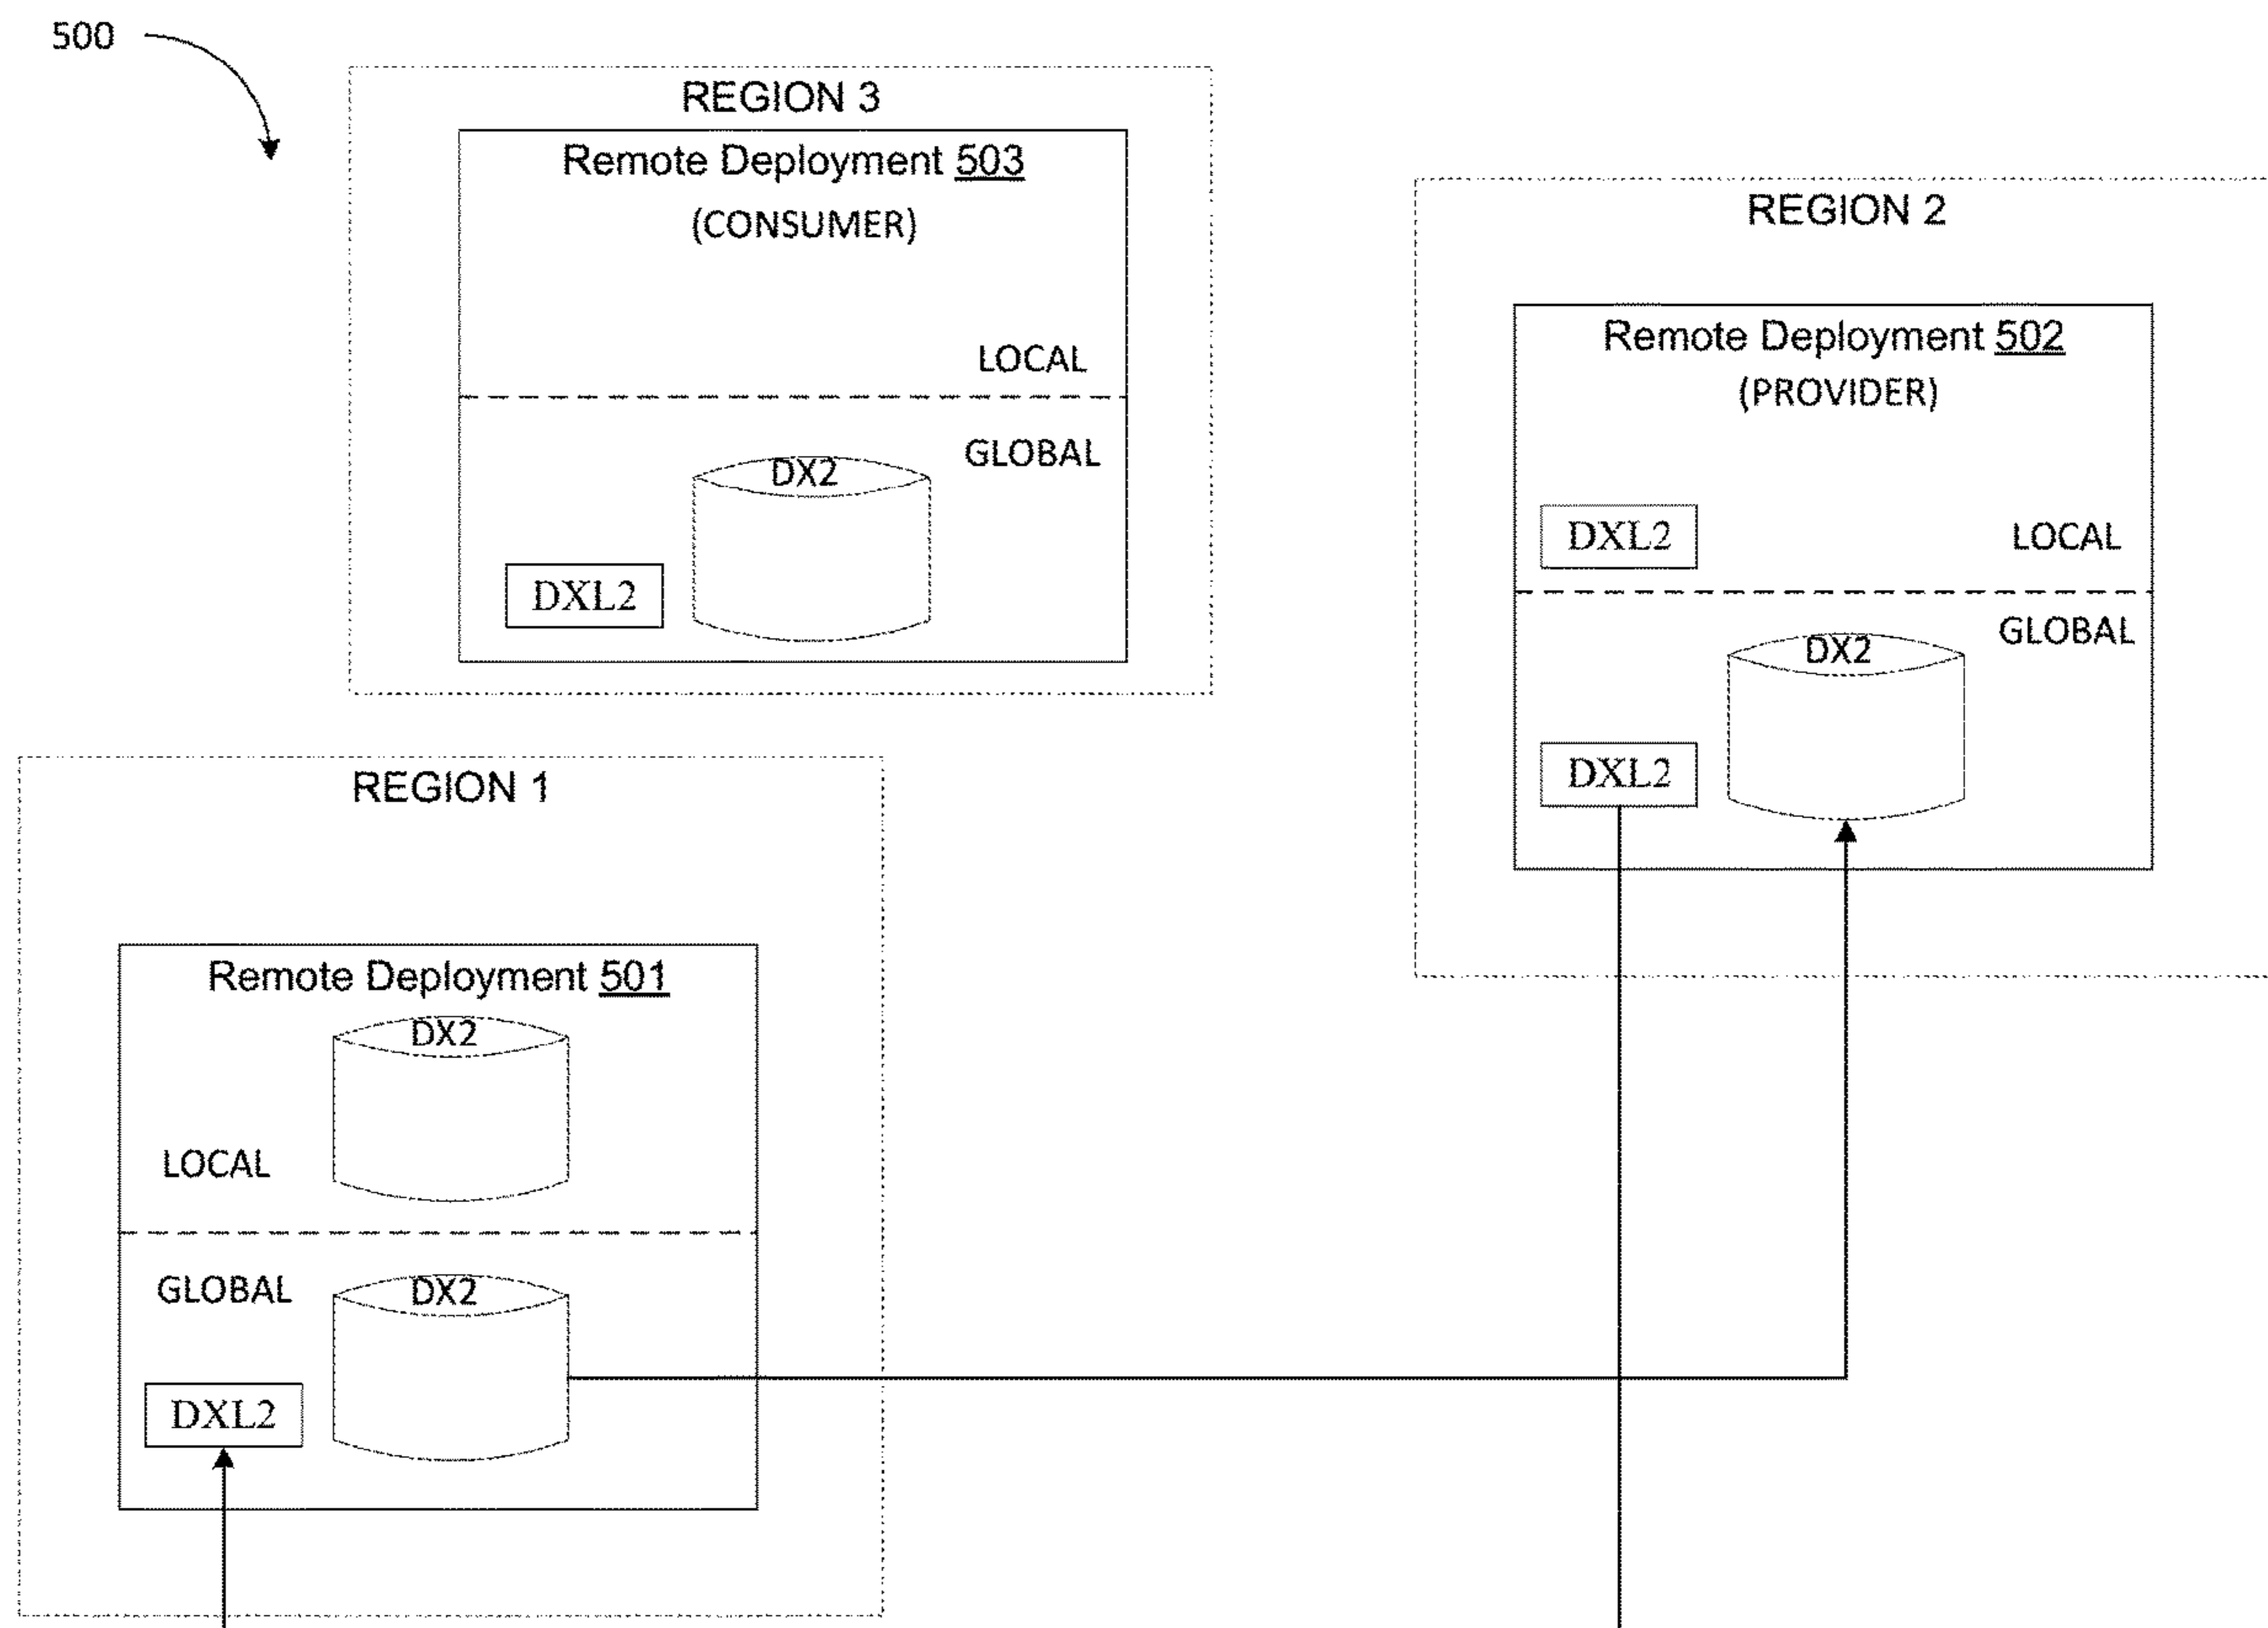 500
REGION 3
Remote Deployment 503
(CONSUMER)
LOCAL
GLOBAL
DX2
DXL2
REGION 2
Remote Deployment 502
(PROVIDER)
DXL2
LOCAL
GLOBAL
DX2
DXL2
REGION 1
Remote Deployment 501
DX2
LOCAL
GLOBAL
DX2
DXL2